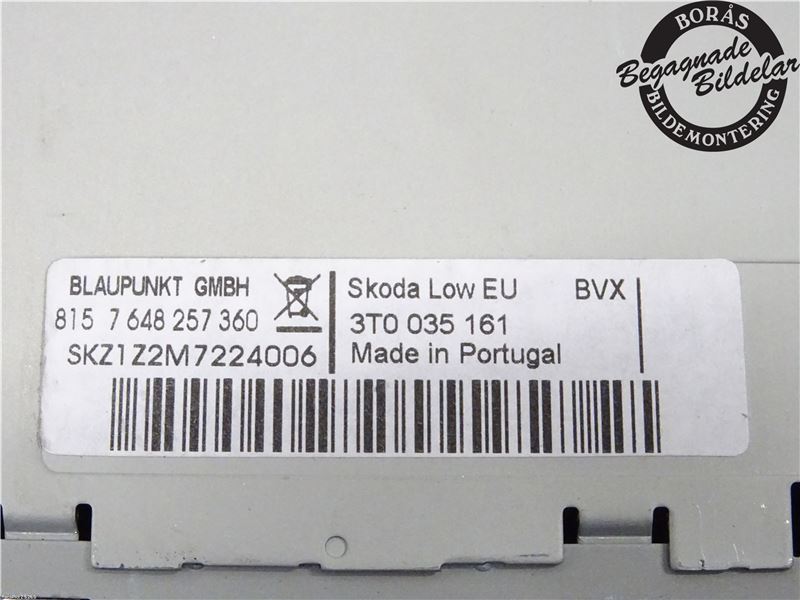 BORÅS
Begagnade
Bildelar
BILDEMONTERING
BLAUPUNKT GMBH
815 7 648 257 360
SKZ1Z2M7224006
Skoda Low EU BVX
3T0 035 161
Made in Portugal